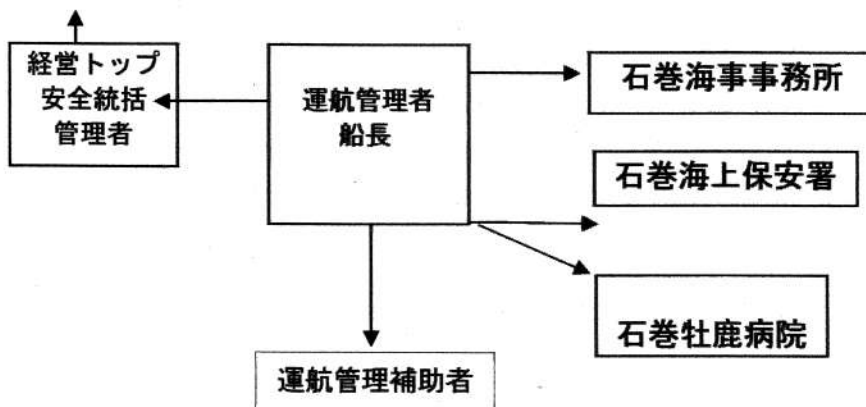 経営トップ
安全統括
管理者
運航管理者
船長
石巻海事事務所
石巻海上保安署
石巻牡鹿病院
運航管理補助者